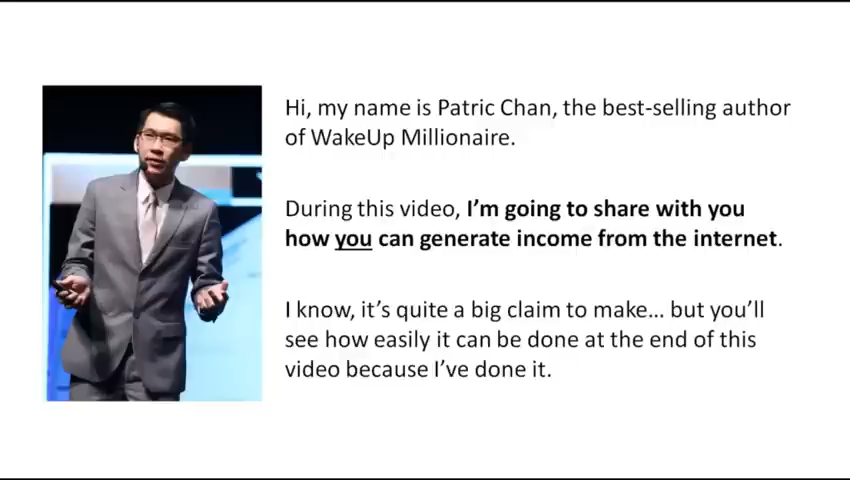 Hi, my name is Patric Chan, the best-selling author
of WakeUp Millionaire.
During this video, I'm going to share with you
how you can generate income from the internet.
I know, it's quite a big claim to make... but you'll
see how easily it can be done at the end of this
video because I've done it.